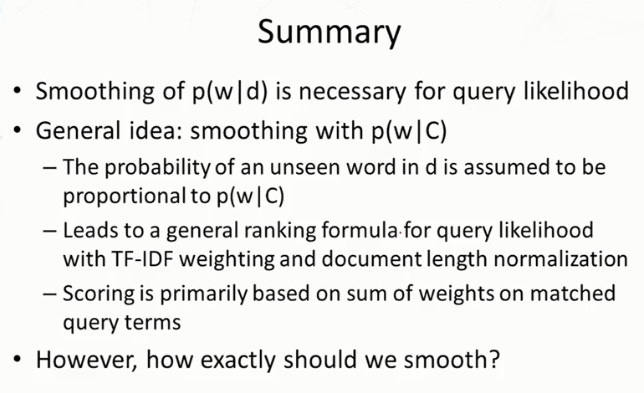 Summary
• Smoothing of p(w|d) is necessary for query likelihood
• General idea: smoothing with p(w|C)
– The probability of an unseen word in d is assumed to be
proportional to p(w|C)
– Leads to a general ranking formula for query likelihood
with TF-IDF weighting and document length normalization
– Scoring is primarily based on sum of weights on matched
query terms
• However, how exactly should we smooth?